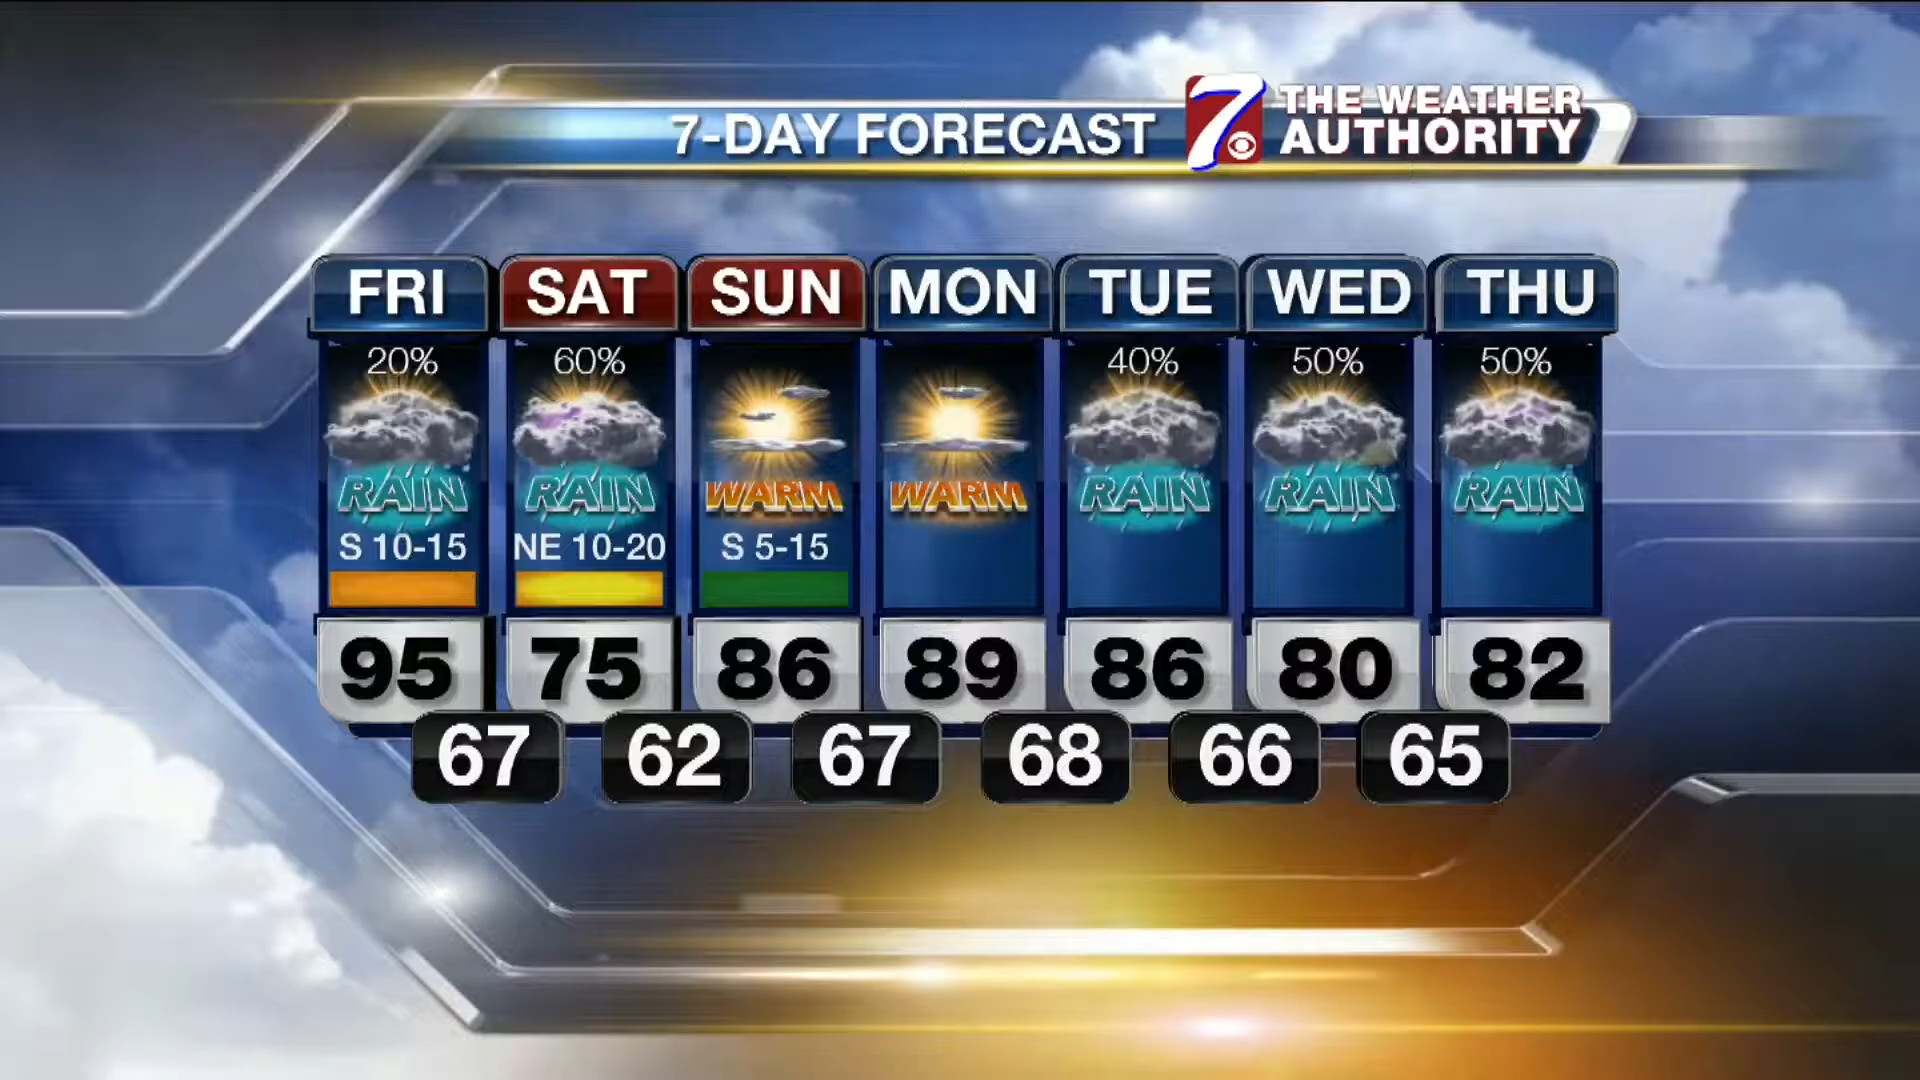 7-DAY FORECAST
7
THE WEATHER
AUTHORITY
FRI SAT SUN MON TUE WED THU
20% 60% 40% 50% 50%
RAIN RAIN WARM WARM RAIN RAIN RAIN
S 10-15 NE 10-20 S 5-15
95 75 86 89 86 80 82
67 62 67 68 66 65